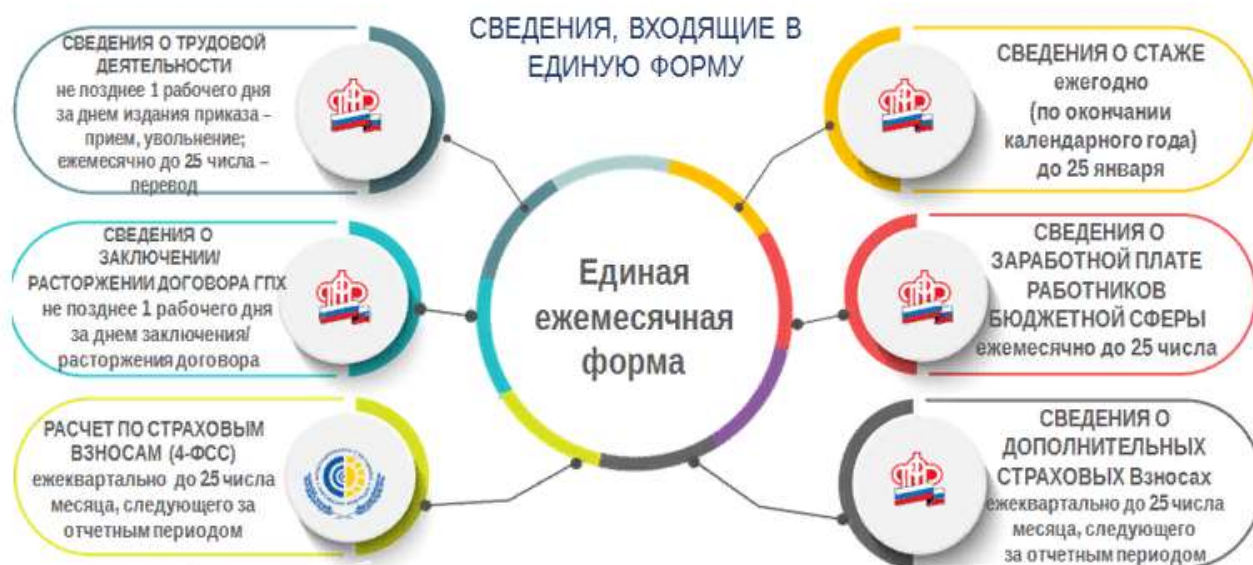 СВЕДЕНИЯ, ВХОДЯЩИЕ В
ЕДИНУЮ ФОРМУ
СВЕДЕНИЯ О ТРУДОВОЙ
ДЕЯТЕЛЬНОСТИ
не позднее 1 рабочего дня
за днем издания приказа –
прием, увольнение;
ежемесячно до 25 числа –
перевод
СВЕДЕНИЯ О
ЗАКЛЮЧЕНИИ/
РАСТОРЖЕНИИ ДОГОВОРА ГПХ
не позднее 1 рабочего дня
за днем заключения/
расторжения договора
РАСЧЕТ ПО СТРАХОВЫМ
ВЗНОСАМ (4-ФСС)
ежеквартально до 25 числа
месяца, следующего за
отчетным периодом
Единая
ежемесячная
форма
СВЕДЕНИЯ О СТАЖЕ
ежегодно
(по окончании
календарного года)
до 25 января
СВЕДЕНИЯ О
ЗАРАБОТНОЙ ПЛАТЕ
РАБОТНИКОВ
БЮДЖЕТНОЙ СФЕРЫ
ежемесячно до 25 числа
СВЕДЕНИЯ О
ДОПОЛНИТЕЛЬНЫХ
СТРАХОВЫХ Взносах
ежеквартально до 25 числа
месяца, следующего
за отчетным периодом